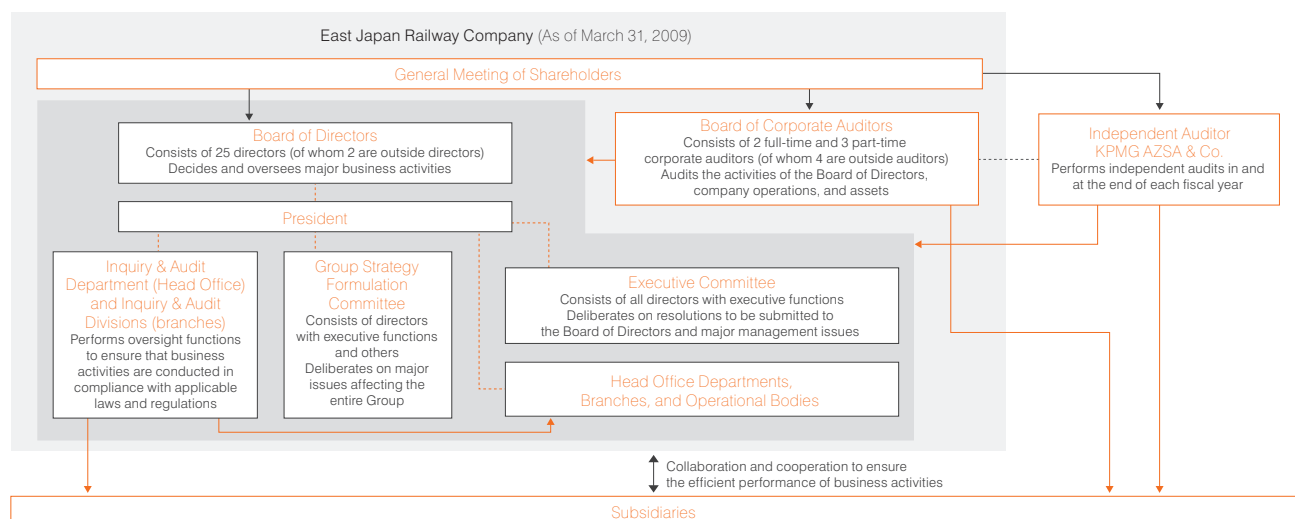 East Japan Railway Company (As of March 31, 2009)
General Meeting of Shareholders
Board of Directors
Consists of 25 directors (of whom 2 are outside directors)
Decides and oversees major business activities
Board of Corporate Auditors
Consists of 2 full-time and 3 part-time
corporate auditors (of whom 4 are outside auditors)
Audits the activities of the Board of Directors,
company operations, and assets
Independent Auditor
KPMG AZSA & Co.
Performs independent audits in and
at the end of each fiscal year
President
Inquiry & Audit
Department (Head Office)
and Inquiry & Audit
Divisions (branches)
Performs oversight functions
to ensure that business
activities are conducted in
compliance with applicable
laws and regulations
Group Strategy
Formulation
Committee
Consists of directors
with executive functions
and others
Deliberates on major
issues affecting the
entire Group
Executive Committee
Consists of all directors with executive functions
Deliberates on resolutions to be submitted to
the Board of Directors and major management issues
Head Office Departments,
Branches, and Operational Bodies
Collaboration and cooperation to ensure
the efficient performance of business activities
Subsidiaries